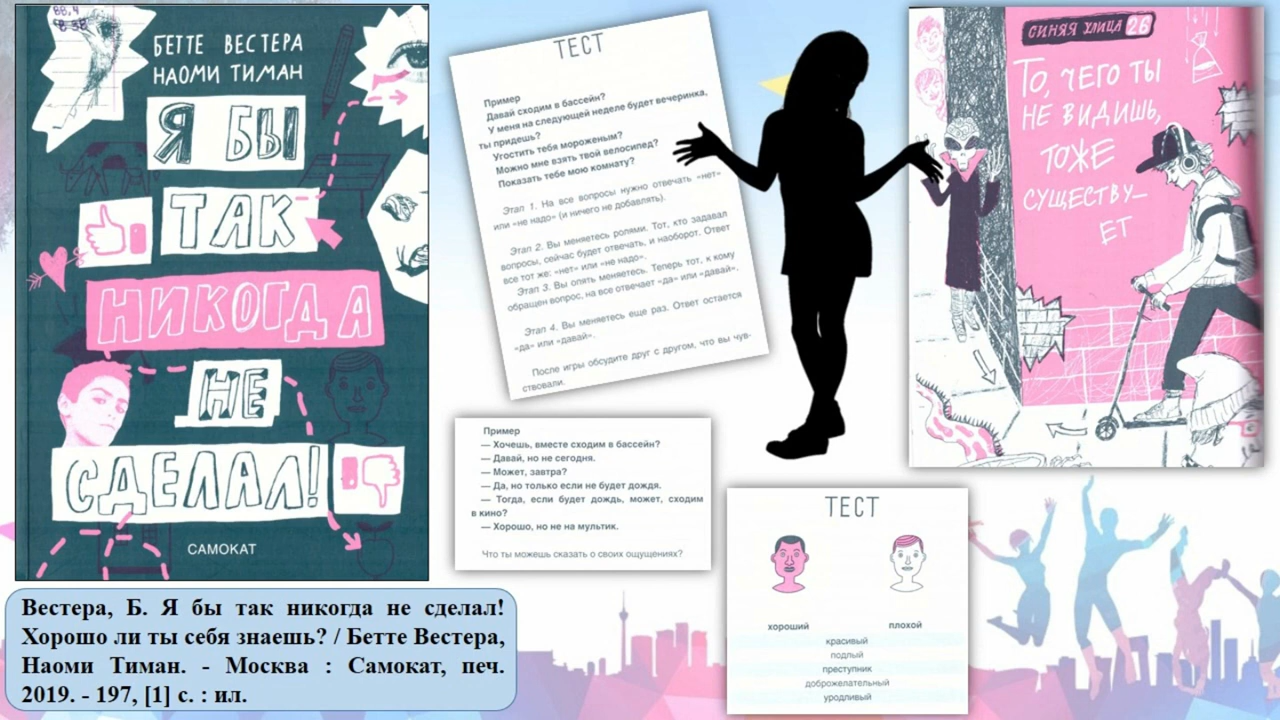 ВВ.4
БЕТТЕ ВЕСТЕРА
НАОМИ ТИМАН
Я БЫ
ТАК
НИКОГДА
НЕ
СДЕЛАЛ!
САМОКАТ
Вестера, Б. Я бы так никогда не сделал!
Хорошо ли ты себя знаешь? / Бетте Вестера,
Наоми Тиман. - Москва : Самокат, печ.
2019. - 197, [1] с. : ил.
ТЕСТ
Пример
Давай сходим в бассейн?
У меня на следующей неделе будет вечеринка,
ты придешь?
Угостить тебя мороженым?
Можно мне взять твой велосипед?
Показать тебе мою комнату?
Этап 1. На все вопросы нужно отвечать «нет»
или «не надо» (и ничего не добавлять).
Этап 2. Вы меняетесь ролями. Тот, кто задавал
вопросы, сейчас будет отвечать, и наоборот. Ответ
все тот же: «нет» или «не надо».
Этап 3. Вы опять меняетесь. Теперь тот, к кому
обращен вопрос, на все отвечает «да» или «давай».
Этап 4. Вы меняетесь еще раз. Ответ остается
«да» или «давай».
После игры обсудите друг с другом, что вы чув-
ствовали.
Пример
— Хочешь, вместе сходим в бассейн?
— Давай, но не сегодня.
— Может, завтра?
— Да, но только если не будет дождя.
— Тогда, если будет дождь, может, сходим
в кино?
— Хорошо, но не на мультик.
Что ты можешь сказать о своих ощущениях?
ТЕСТ
хороший
плохой
красивый
подлый
преступник
доброжелательный
уродливый
СИНЯЯ УЛИЦА 26
ТО, ЧЕГО ТЫ
НЕ ВИДИШЬ,
ТОЖЕ
СУЩЕСТВУ—
ЕТ